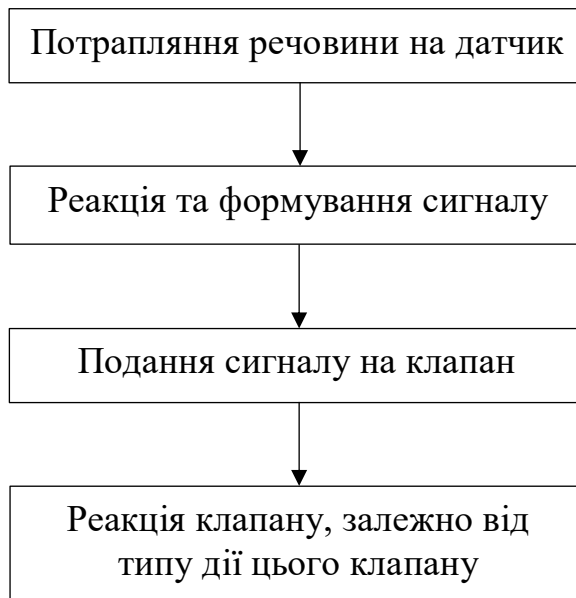 Потрапляння речовини на датчик
Реакція та формування сигналу
Подання сигналу на клапан
Реакція клапану, залежно від
типу дії цього клапану